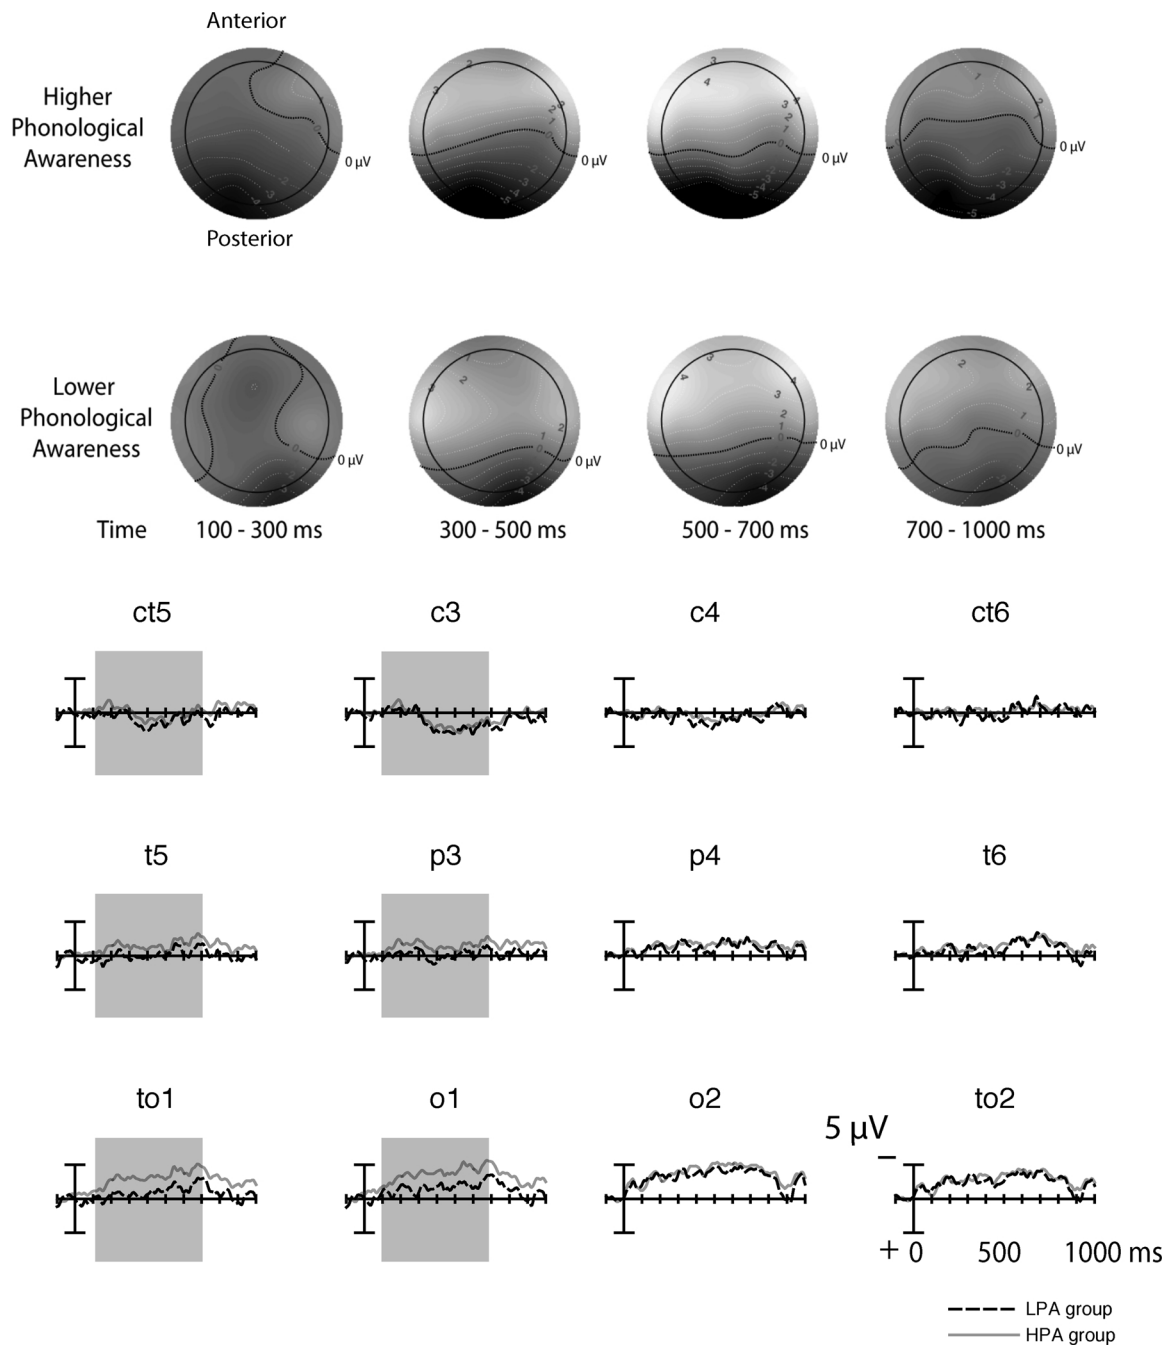 Anterior
Higher
Phonological
Awareness
0 µV
0 µV
0 µV
0 µV
Posterior
Lower
Phonological
Awareness
0 µV
0 µV
0 µV
0 µV
Time
100 - 300 ms
300 - 500 ms
500 - 700 ms
700 - 1000 ms
ct5
c3
c4
ct6
t5
p3
p4
t6
to1
o1
o2
to2
5 µV
−
+
0
500
1000 ms
LPA group
HPA group